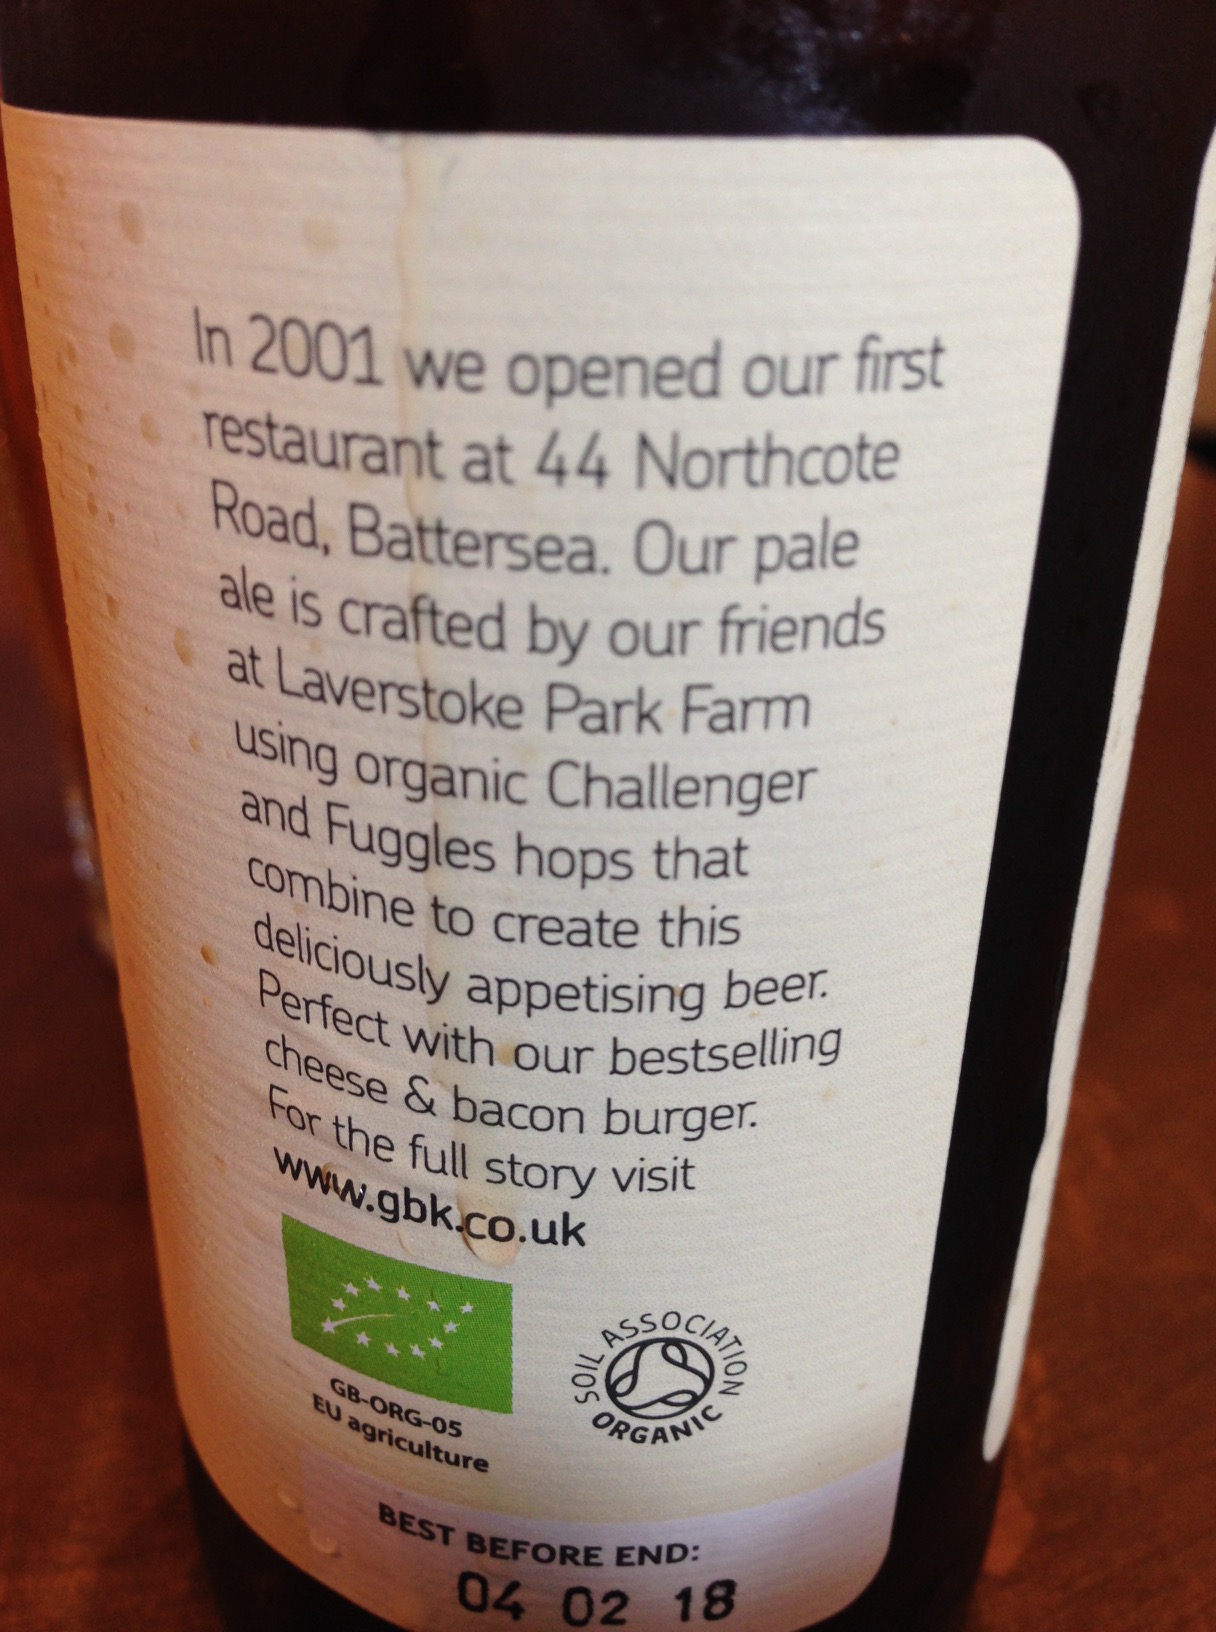 In 2001 we opened our first
restaurant at 44 Northcote
Road, Battersea. Our pale
ale is crafted by our friends
at Laverstoke Park Farm
using organic Challenger
and Fuggles hops that
combine to create this
deliciously appetising beer.
Perfect with our bestselling
cheese & bacon burger.
For the full story visit
www.gbk.co.uk
GB-ORG-05
EU agriculture
SOIL ASSOCIATION
ORGANIC
BEST BEFORE END:
04 02 18